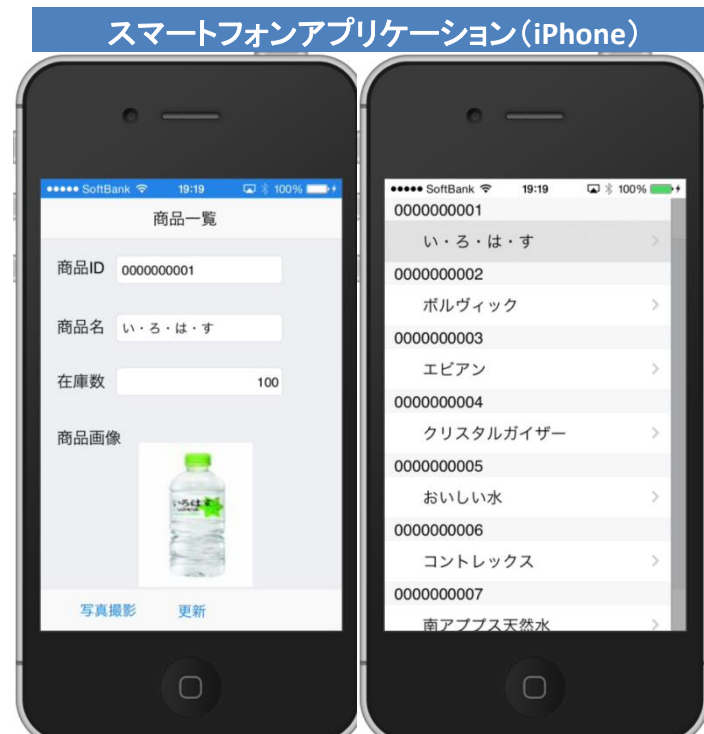 スマートフォンアプリケーション（iPhone）
SoftBank 19:19 100%
商品一覧
商品ID 0000000001
商品名 い・ろ・は・す
在庫数 100
商品画像
いろはす
写真撮影 更新
SoftBank 19:19 100%
0000000001
い・ろ・は・す
0000000002
ボルヴィック
0000000003
エビアン
0000000004
クリスタルガイザー
0000000005
おいしい水
0000000006
コントレックス
0000000007
南アププス天然水